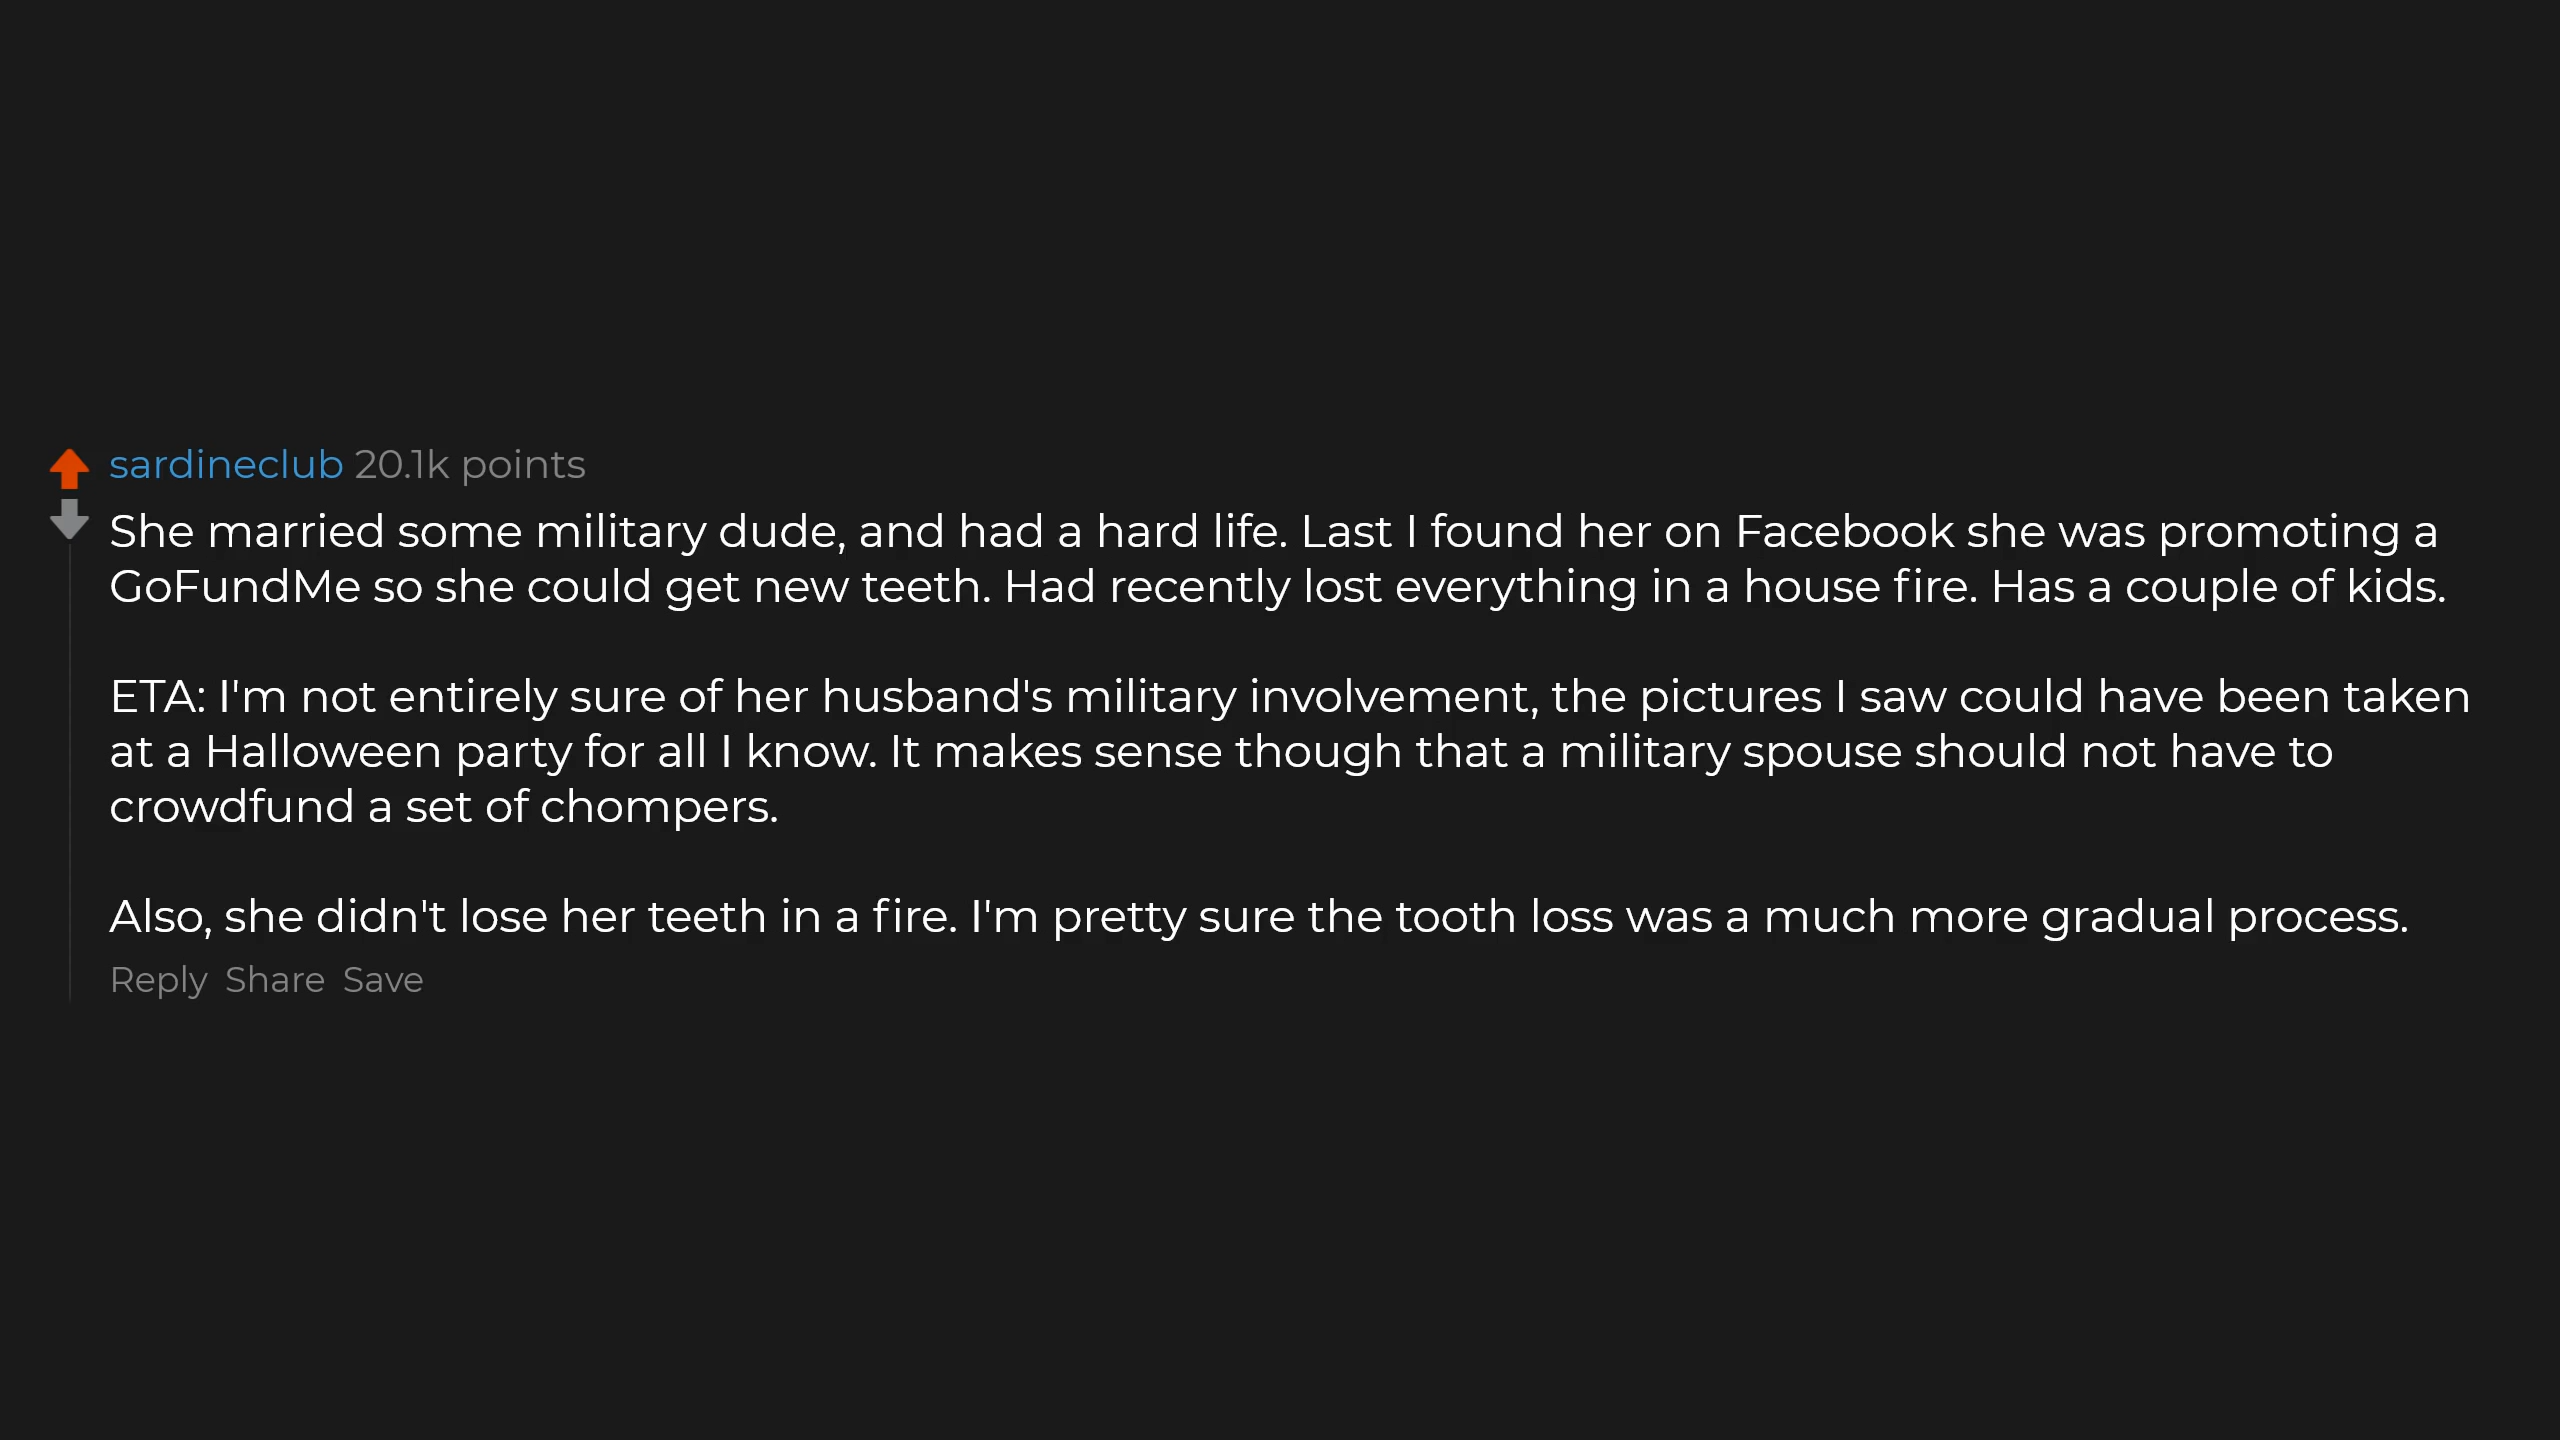 sardineclub 20.1k points
She married some military dude, and had a hard life. Last I found her on Facebook she was promoting a
GoFundMe so she could get new teeth. Had recently lost everything in a house fire. Has a couple of kids.
ETA: I'm not entirely sure of her husband's military involvement, the pictures I saw could have been taken
at a Halloween party for all I know. It makes sense though that a military spouse should not have to
crowdfund a set of chompers.
Also, she didn't lose her teeth in a fire. I'm pretty sure the tooth loss was a much more gradual process.
Reply Share Save